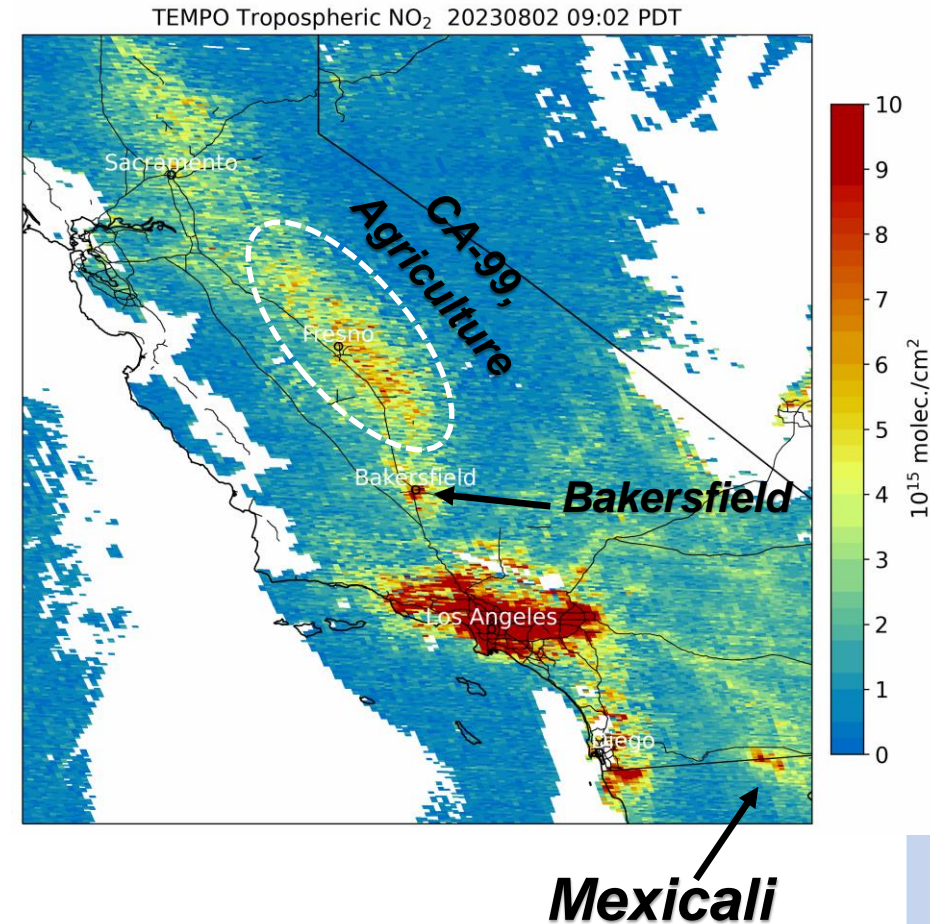 TEMPO Tropospheric NO₂ 20230802 09:02 PDT
Sacramento
CA-99,
Agriculture
Fresno
Bakersfield
Bakersfield
Los Angeles
Diego
Mexicali
10
9
8
7
6
5
4
3
2
1
0
10¹⁵ molec./cm²